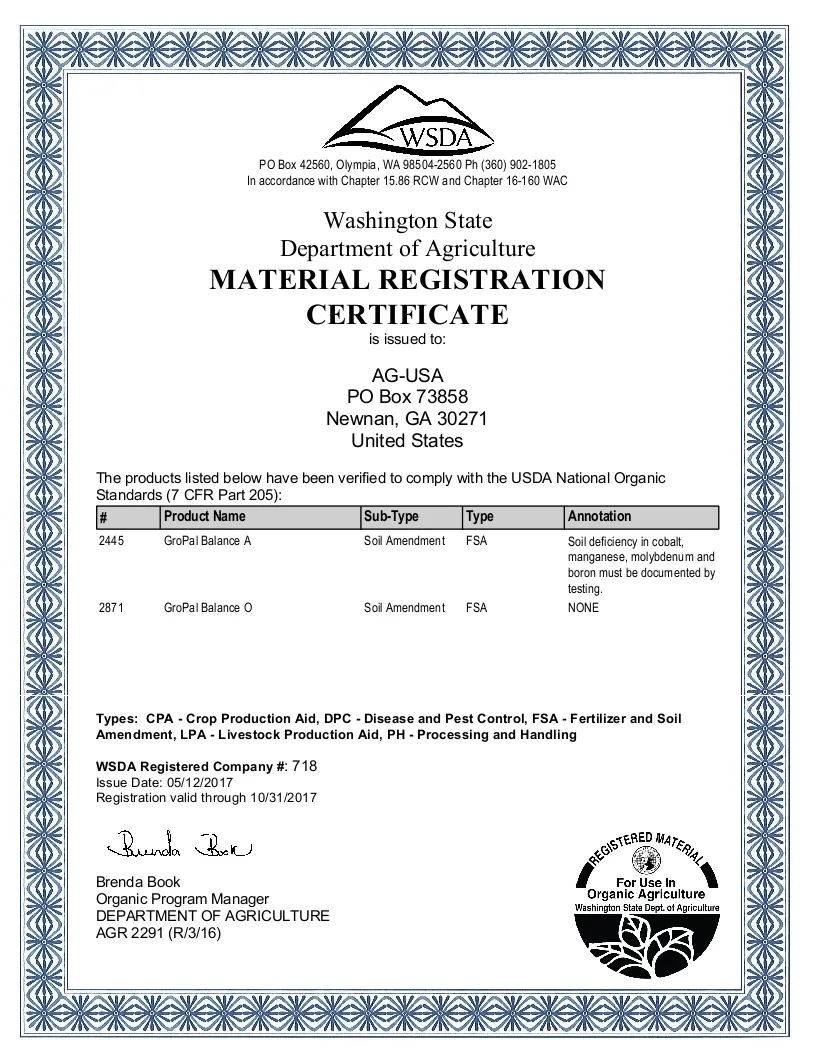 WSDA
PO Box 42560, Olympia, WA 98504-2560 Ph (360) 902-1805
In accordance with Chapter 15.86 RCW and Chapter 16-160 WAC
Washington State
Department of Agriculture
MATERIAL REGISTRATION
CERTIFICATE
is issued to:
AG-USA
PO Box 73858
Newnan, GA 30271
United States
The products listed below have been verified to comply with the USDA National Organic
Standards (7 CFR Part 205):
# Product Name Sub-Type Type Annotation
2445 GroPal Balance A Soil Amendment FSA Soil deficiency in cobalt,
manganese, molybdenum and
boron must be documented by
testing.
2871 GroPal Balance O Soil Amendment FSA NONE
Types: CPA - Crop Production Aid, DPC - Disease and Pest Control, FSA - Fertilizer and Soil
Amendment, LPA - Livestock Production Aid, PH - Processing and Handling
WSDA Registered Company #: 718
Issue Date: 05/12/2017
Registration valid through 10/31/2017
Brenda Book
Brenda Book
Organic Program Manager
DEPARTMENT OF AGRICULTURE
AGR 2291 (R/3/16)
REGISTERED MATERIAL
For Use In
Organic Agriculture
Washington State Dept. of Agriculture